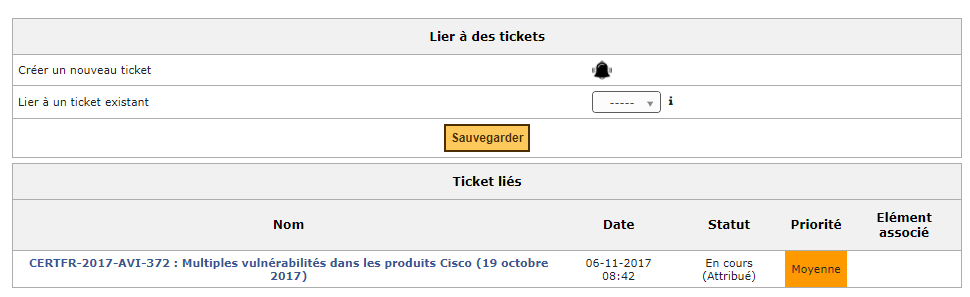 Lier à des tickets
Créer un nouveau ticket
Lier à un ticket existant
-----
Sauvegarder
Ticket liés
Nom Date Statut Priorité Elément associé
CERTFR-2017-AVI-372 : Multiples vulnérabilités dans les produits Cisco (19 octobre
2017)
06-11-2017
08:42
En cours
(Attribué)
Moyenne